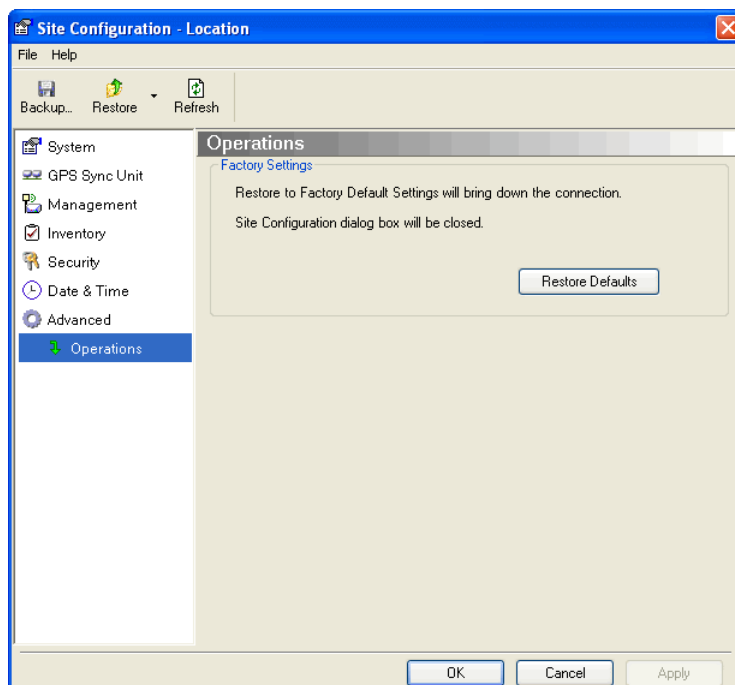 Site Configuration - Location
File Help
Backup... Restore Refresh
System
GPS Sync Unit
Management
Inventory
Security
Date & Time
Advanced
Operations
Operations
Factory Settings
Restore to Factory Default Settings will bring down the connection.
Site Configuration dialog box will be closed.
Restore Defaults
OK Cancel Apply